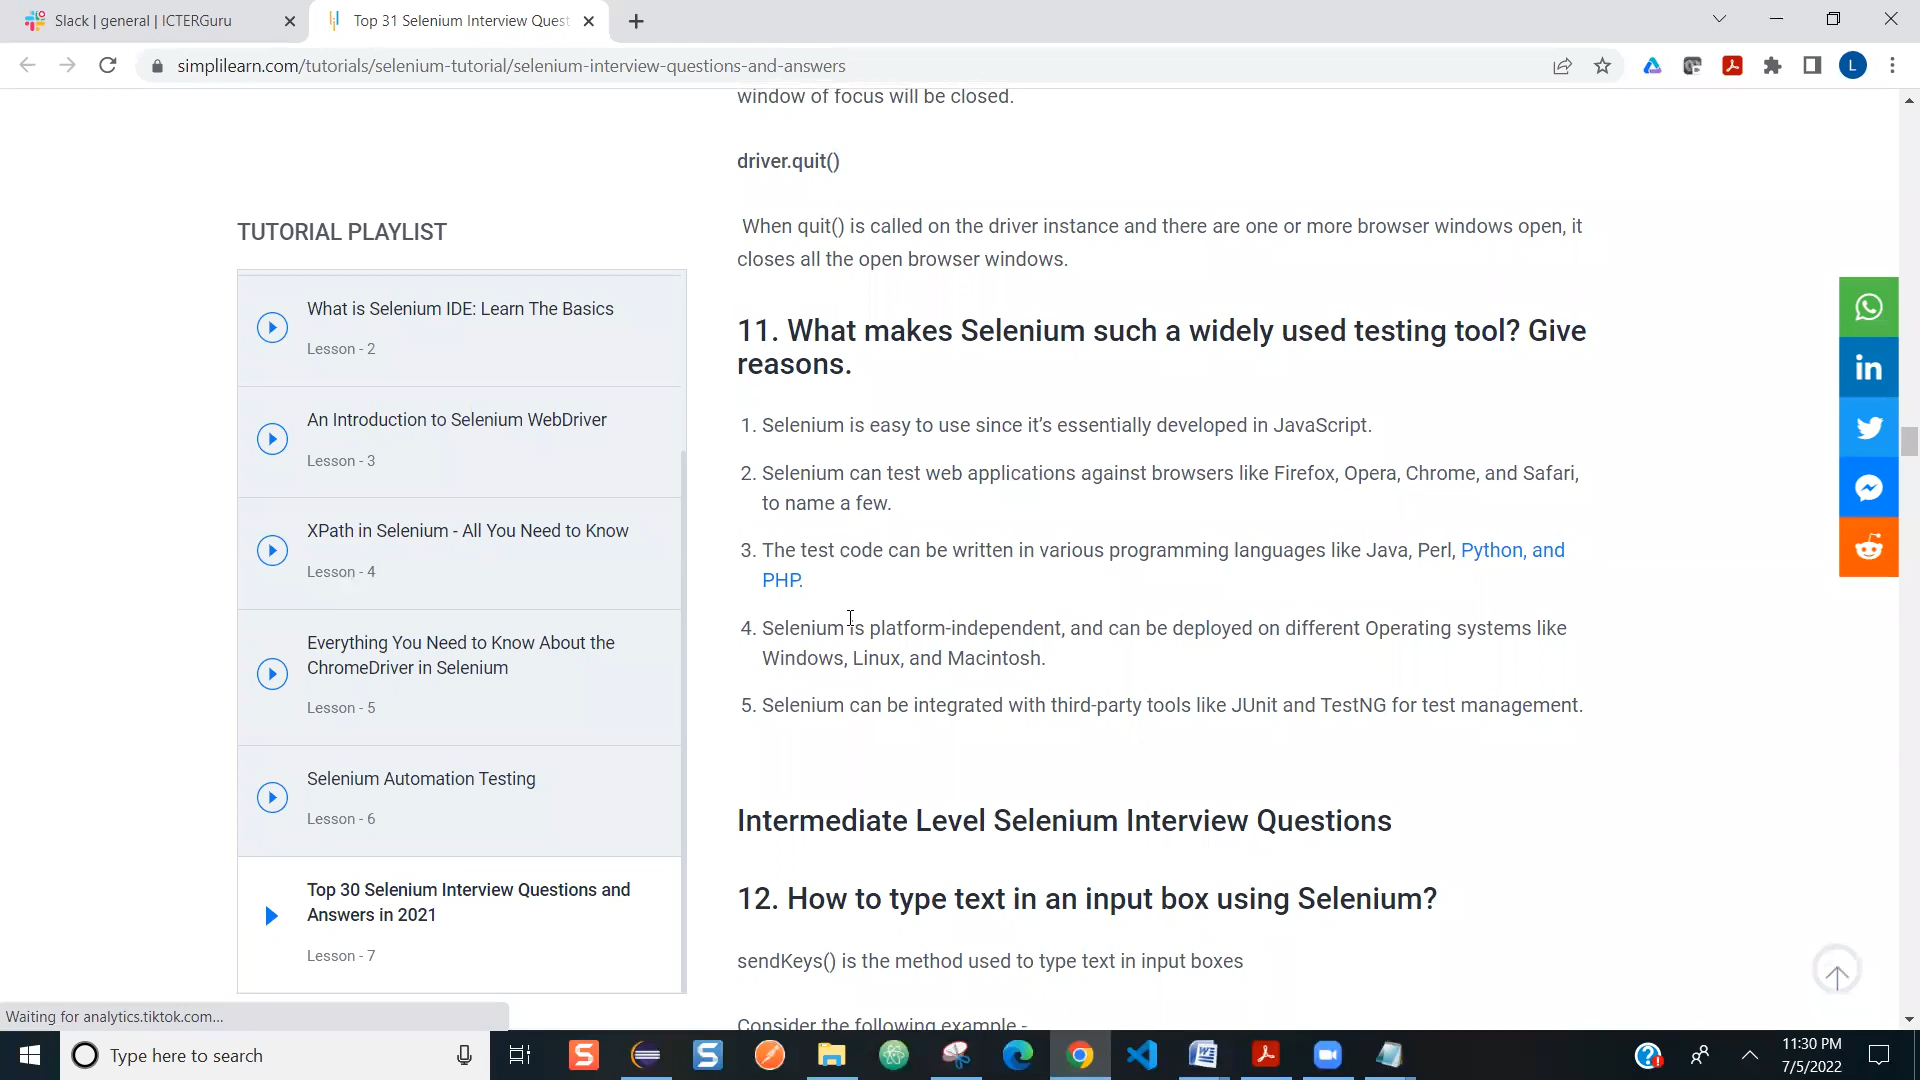 Slack | general | ICTERGuru
Top 31 Selenium Interview Quest
simplilearn.com/tutorials/selenium-tutorial/selenium-interview-questions-and-answers
L
window of focus will be closed.
driver.quit()
When quit() is called on the driver instance and there are one or more browser windows open, it
closes all the open browser windows.
TUTORIAL PLAYLIST
What is Selenium IDE: Learn The Basics
Lesson - 2
An Introduction to Selenium WebDriver
Lesson - 3
XPath in Selenium - All You Need to Know
Lesson - 4
Everything You Need to Know About the
ChromeDriver in Selenium
Lesson - 5
Selenium Automation Testing
Lesson - 6
Top 30 Selenium Interview Questions and
Answers in 2021
Lesson - 7
11. What makes Selenium such a widely used testing tool? Give
reasons.
1. Selenium is easy to use since it's essentially developed in JavaScript.
2. Selenium can test web applications against browsers like Firefox, Opera, Chrome, and Safari,
to name a few.
3. The test code can be written in various programming languages like Java, Perl, Python, and
PHP.
4. Selenium is platform-independent, and can be deployed on different Operating systems like
Windows, Linux, and Macintosh.
5. Selenium can be integrated with third-party tools like JUnit and TestNG for test management.
Intermediate Level Selenium Interview Questions
12. How to type text in an input box using Selenium?
sendKeys() is the method used to type text in input boxes
Consider the following example -
in
Waiting for analytics.tiktok.com...
Type here to search
11:30 PM
7/5/2022